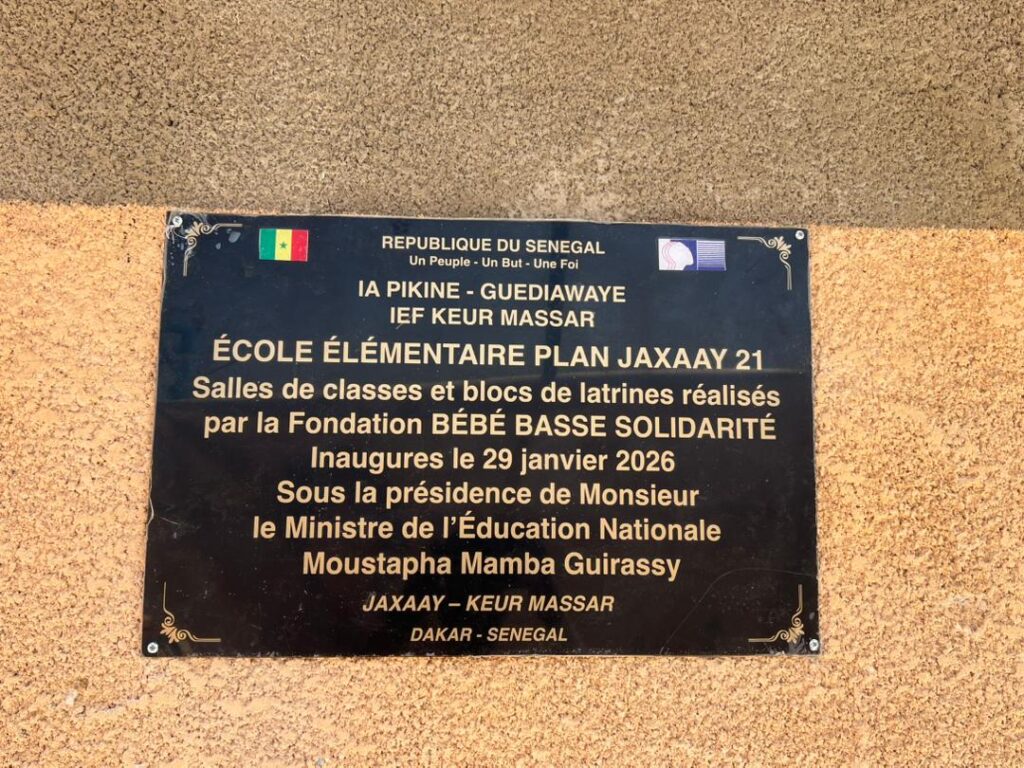 REPUBLIQUE DU SENEGAL
Un Peuple - Un But - Une Foi
IA PIKINE - GUEDIAWAYE
IEF KEUR MASSAR
ÉCOLE ÉLÉMENTAIRE PLAN JAXAAY 21
Salles de classes et blocs de latrines réalisés
par la Fondation BÉBÉ BASSE SOLIDARITÉ
Inaugures le 29 janvier 2026
Sous la présidence de Monsieur
le Ministre de l'Éducation Nationale
Moustapha Mamba Guirassy
JAXAAY – KEUR MASSAR
DAKAR - SENEGAL